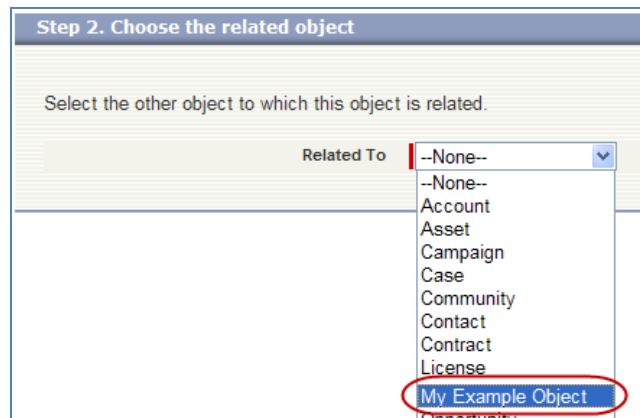 Step 2. Choose the related object
Select the other object to which this object is related.
Related To --None--
--None--
Account
Asset
Campaign
Case
Community
Contact
Contract
License
My Example Object
Opportunity